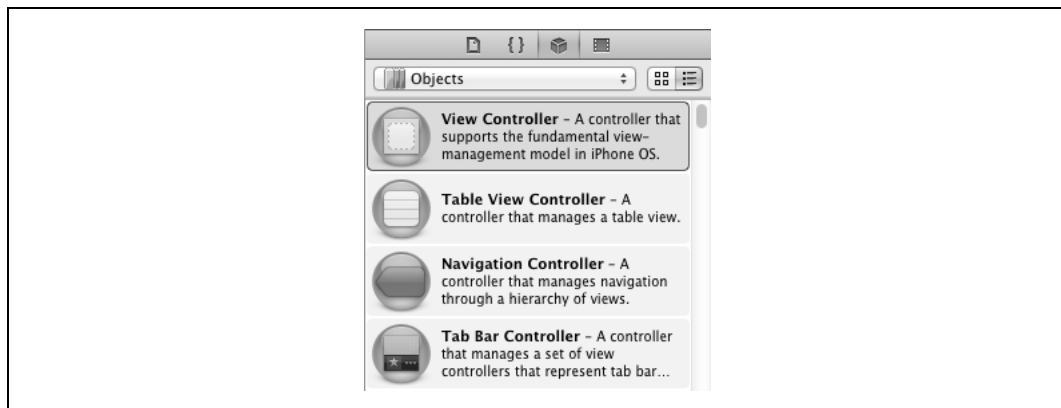 { }
Objects
View Controller – A controller that
supports the fundamental view-
management model in iPhone OS.
Table View Controller – A
controller that manages a table view.
Navigation Controller – A
controller that manages navigation
through a hierarchy of views.
Tab Bar Controller – A controller
that manages a set of view
controllers that represent tab bar...